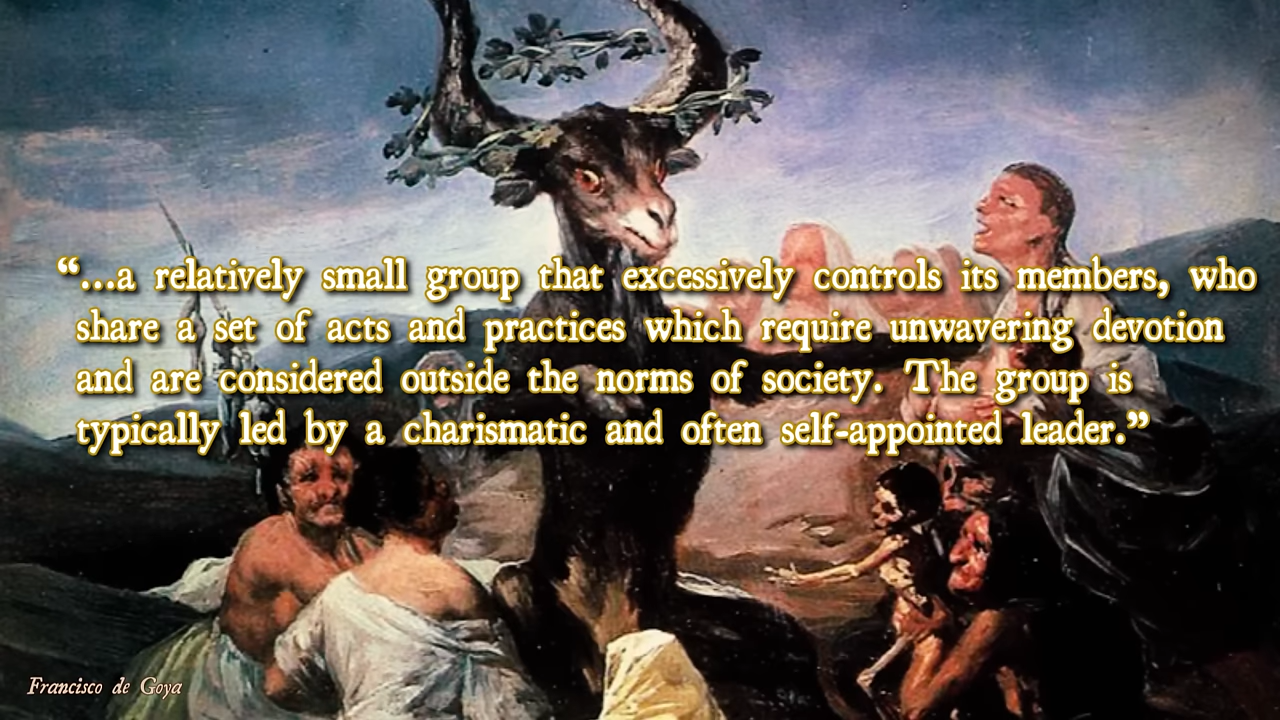 “…a relatively small group that excessively controls its members, who
share a set of acts and practices which require unwavering devotion
and are considered outside the norms of society. The group is
typically led by a charismatic and often self-appointed leader.”
Francisco de Goya